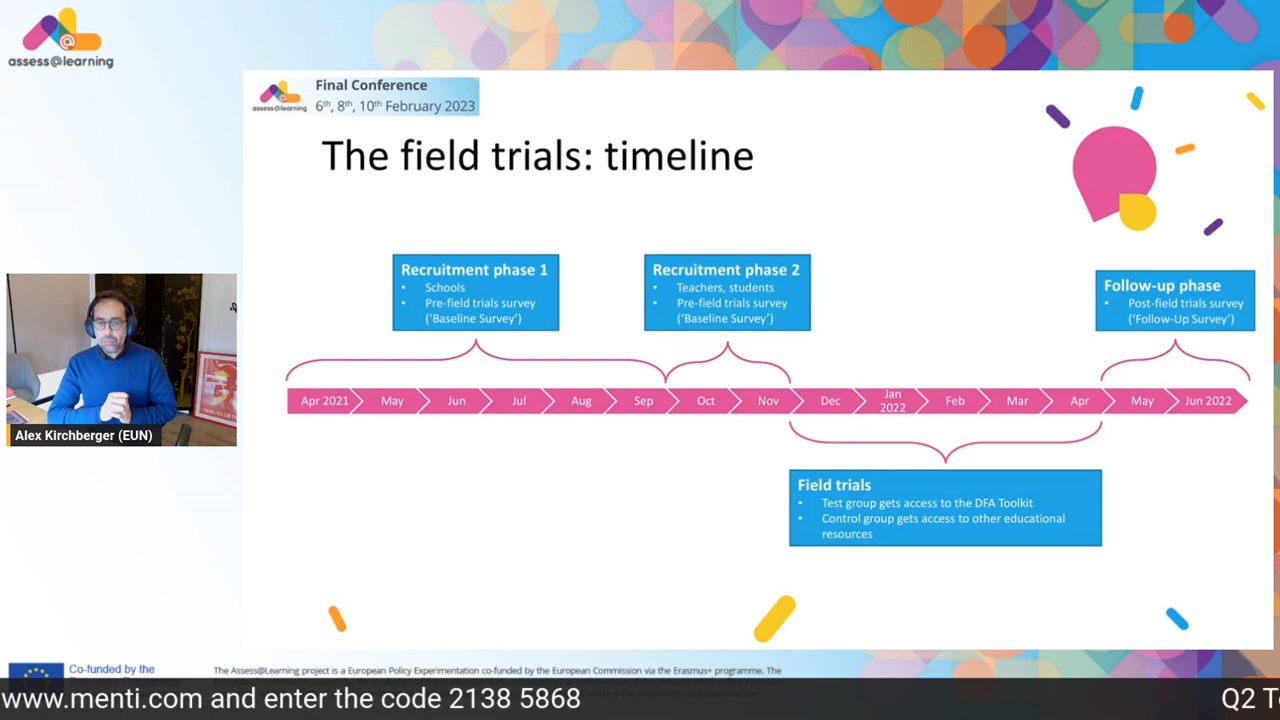 assess@learning
assess@learning
Final Conference
6th, 8th, 10th February 2023
The field trials: timeline
Recruitment phase 1
• Schools
• Pre-field trials survey
(‘Baseline Survey’)
Recruitment phase 2
• Teachers, students
• Pre-field trials survey
(‘Baseline Survey’)
Follow-up phase
• Post-field trials survey
(‘Follow-Up Survey’)
Apr 2021 May Jun Jul Aug Sep Oct Nov Dec Jan 2022 Feb Mar Apr May Jun 2022
Field trials
• Test group gets access to the DFA Toolkit
• Control group gets access to other educational
resources
Alex Kirchberger (EUN)
Co-funded by the
The Assess@Learning project is a European Policy Experimentation co-funded by the European Commission via the Erasmus+ programme. The
www.menti.com and enter the code 2138 5868
Q2